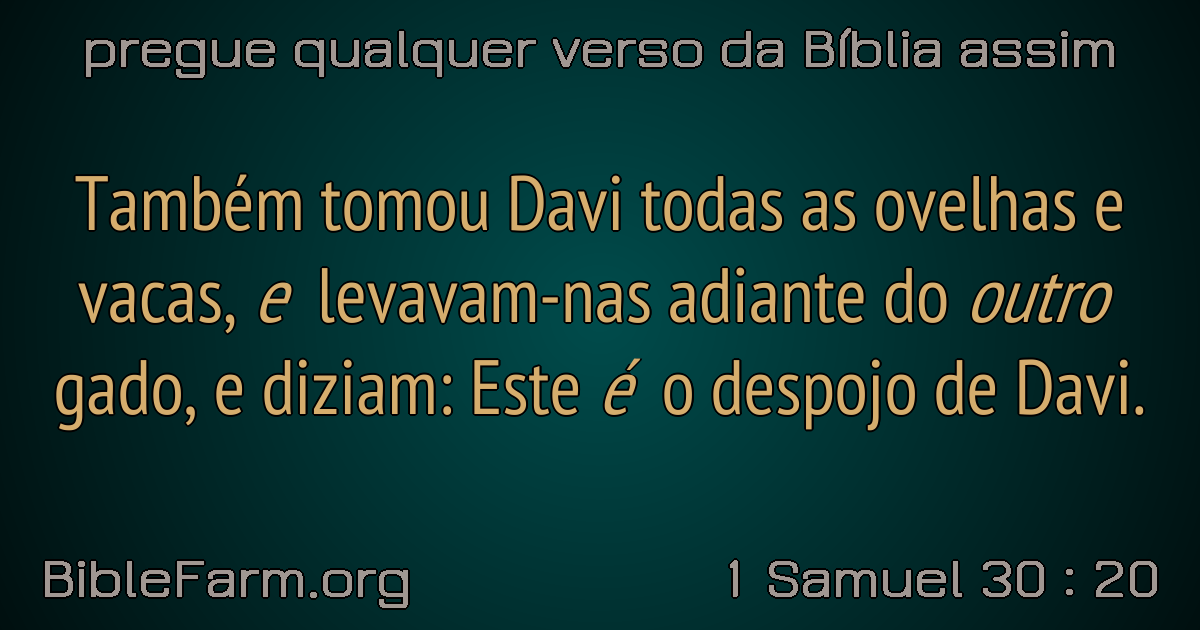 pregue qualquer verso da Bíblia assim
Também tomou Davi todas as ovelhas e
vacas, e levavam-nas adiante do outro
gado, e diziam: Este é o despojo de Davi.
BibleFarm.org
1 Samuel 30 : 20